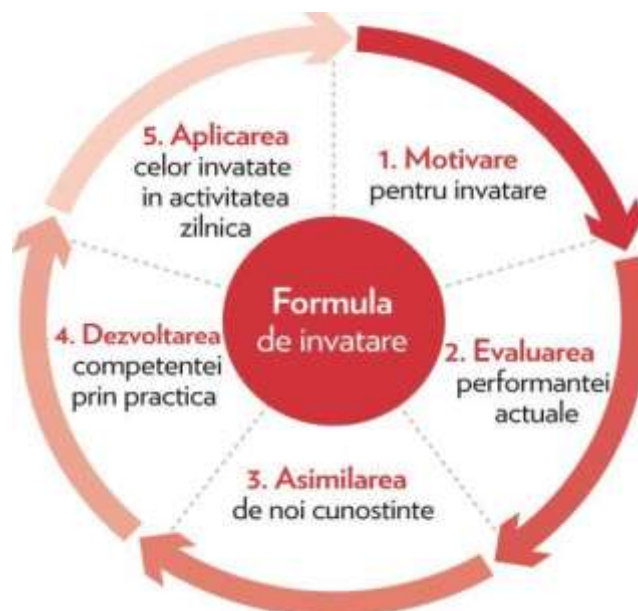 Formula
de invatare
1. Motivare
pentru invatare
2. Evaluarea
performantei
actuale
3. Asimilarea
de noi cunostinte
4. Dezvoltarea
competentei
prin practica
5. Aplicarea
celor invatate
in activitatea
zilnica